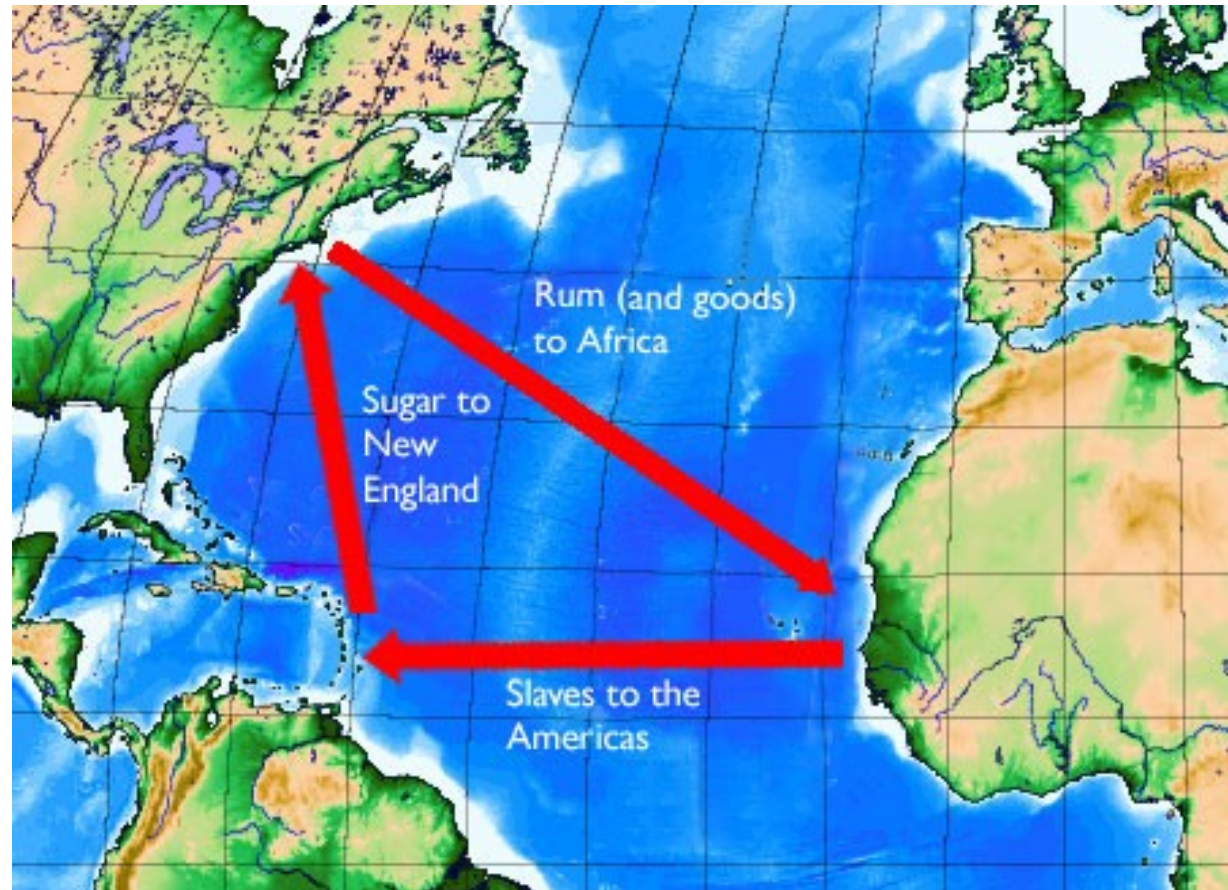 Rum (and goods)
to Africa
Sugar to
New
England
Slaves to the
Americas